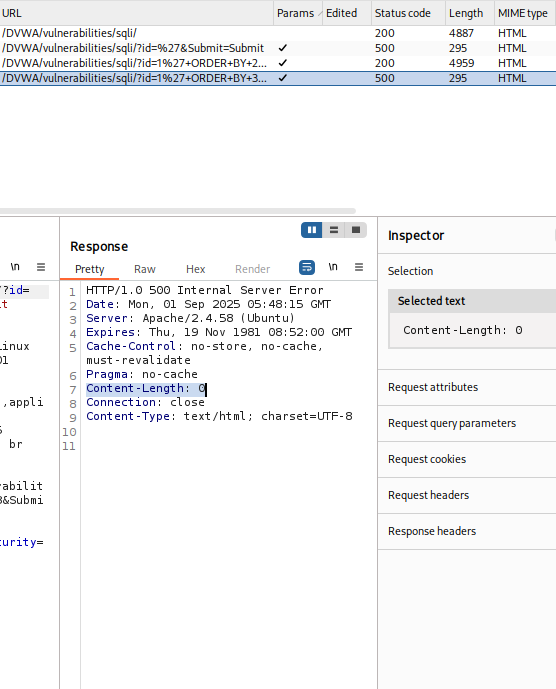 URL Params Edited Status code Length MIME type
/DVWA/vulnerabilities/sqli/ 200 4887 HTML
/DVWA/vulnerabilities/sqli/?id=%27&Submit=Submit ✓ 500 295 HTML
/DVWA/vulnerabilities/sqli/?id=1%27+ORDER+BY+2... ✓ 200 4959 HTML
/DVWA/vulnerabilities/sqli/?id=1%27+ORDER+BY+3... ✓ 500 295 HTML
\n
?id=
it
inux
01
,appli
br
abilit
&Submi
urity=
Response
Pretty Raw Hex Render \n
1 HTTP/1.0 500 Internal Server Error
2 Date: Mon, 01 Sep 2025 05:48:15 GMT
3 Server: Apache/2.4.58 (Ubuntu)
4 Expires: Thu, 19 Nov 1981 08:52:00 GMT
5 Cache-Control: no-store, no-cache,
must-revalidate
6 Pragma: no-cache
7 Content-Length: 0
8 Connection: close
9 Content-Type: text/html; charset=UTF-8
10
11
Inspector
Selection
Selected text
Content-Length: 0
Request attributes
Request query parameters
Request cookies
Request headers
Response headers